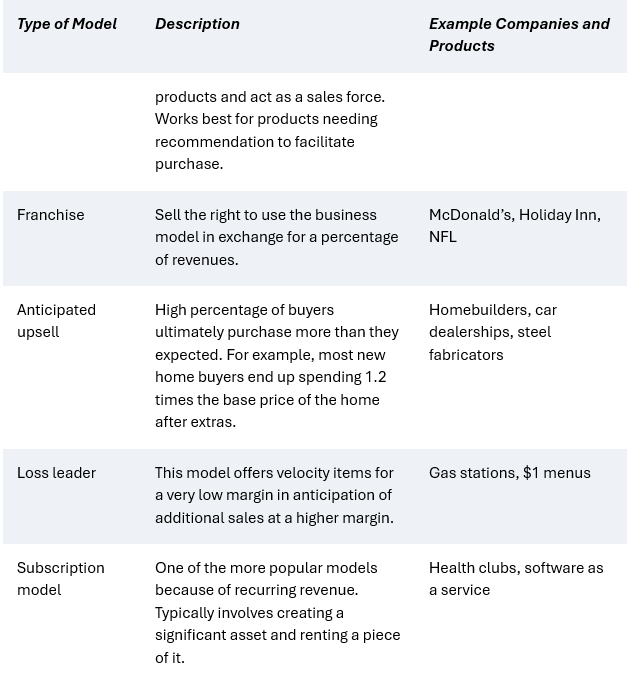 Type of Model Description Example Companies and
Products
products and act as a sales force.
Works best for products needing
recommendation to facilitate
purchase.
Franchise Sell the right to use the business McDonald’s, Holiday Inn,
model in exchange for a percentage NFL
of revenues.
Anticipated High percentage of buyers Homebuilders, car
upsell ultimately purchase more than they dealerships, steel
expected. For example, most new fabricators
home buyers end up spending 1.2
times the base price of the home
after extras.
Loss leader This model offers velocity items for Gas stations, $1 menus
a very low margin in anticipation of
additional sales at a higher margin.
Subscription One of the more popular models Health clubs, software as
model because of recurring revenue. a service
Typically involves creating a
significant asset and renting a piece
of it.